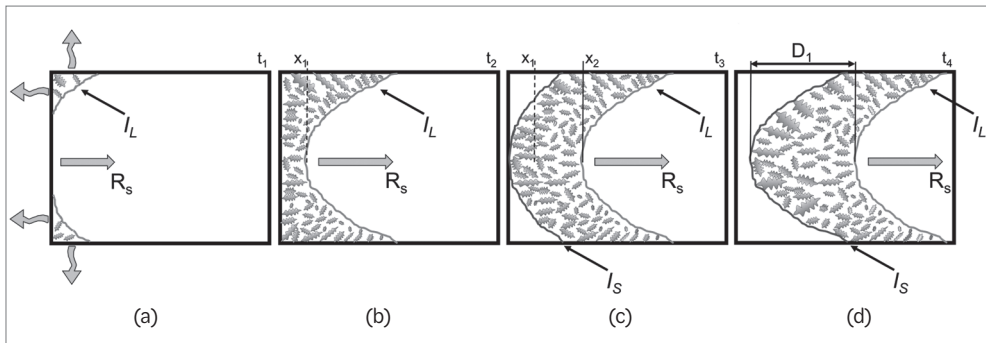 t₁
I_L
R_s
(a)
x₁
t₂
I_L
R_s
(b)
x₁
x₂
t₃
I_L
R_s
I_S
(c)
D₁
t₄
I_L
R_s
I_S
(d)